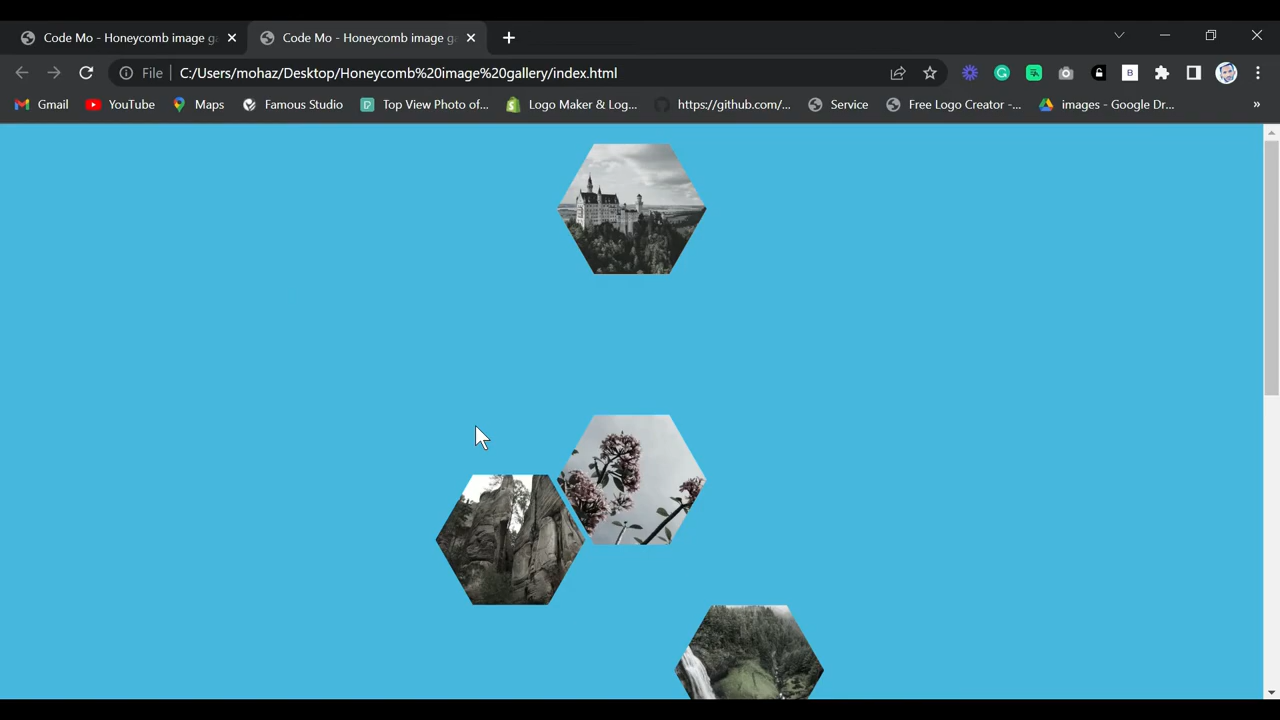 Code Mo - Honeycomb image ga
Code Mo - Honeycomb image g
File
C:/Users/mohaz/Desktop/Honeycomb%20image%20gallery/index.html
B
Gmail
YouTube
Maps
Famous Studio
Top View Photo of...
Logo Maker & Log...
https://github.com/...
Service
Free Logo Creator -...
images - Google Dr...
»